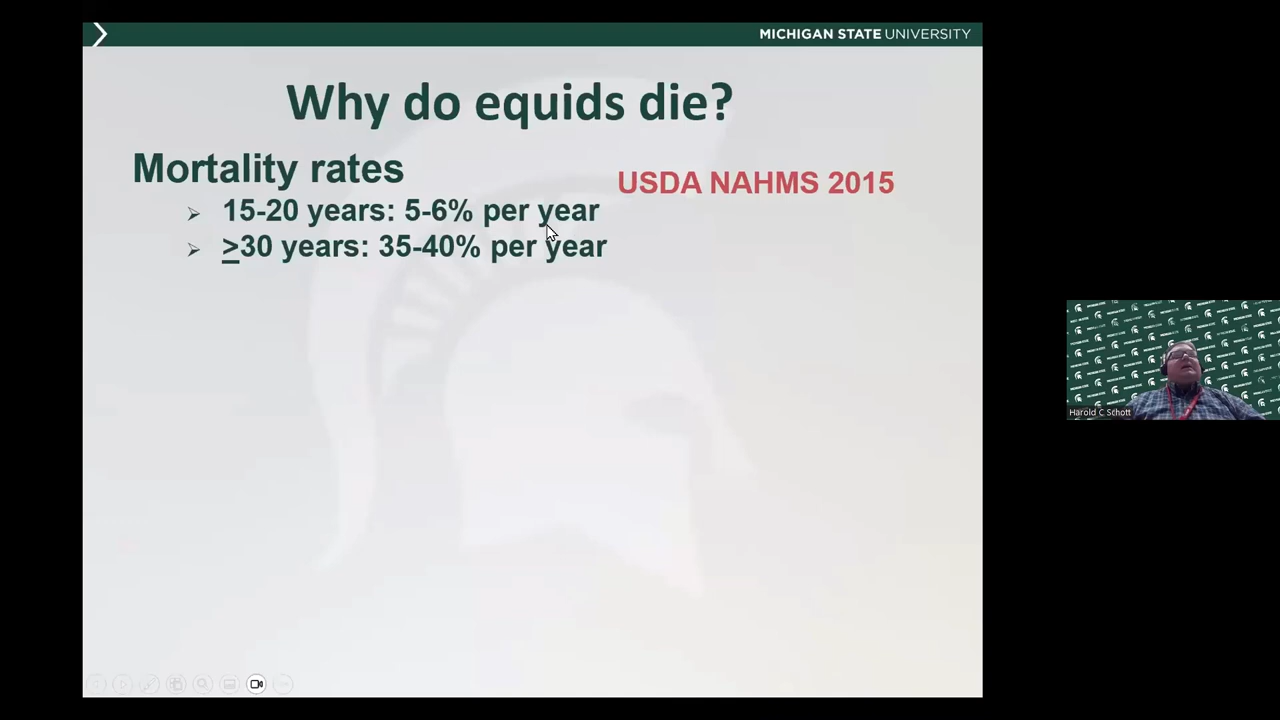 MICHIGAN STATE UNIVERSITY
Why do equids die?
Mortality rates
USDA NAHMS 2015
➢ 15-20 years: 5-6% per year
➢ >30 years: 35-40% per year
Harold C Schott